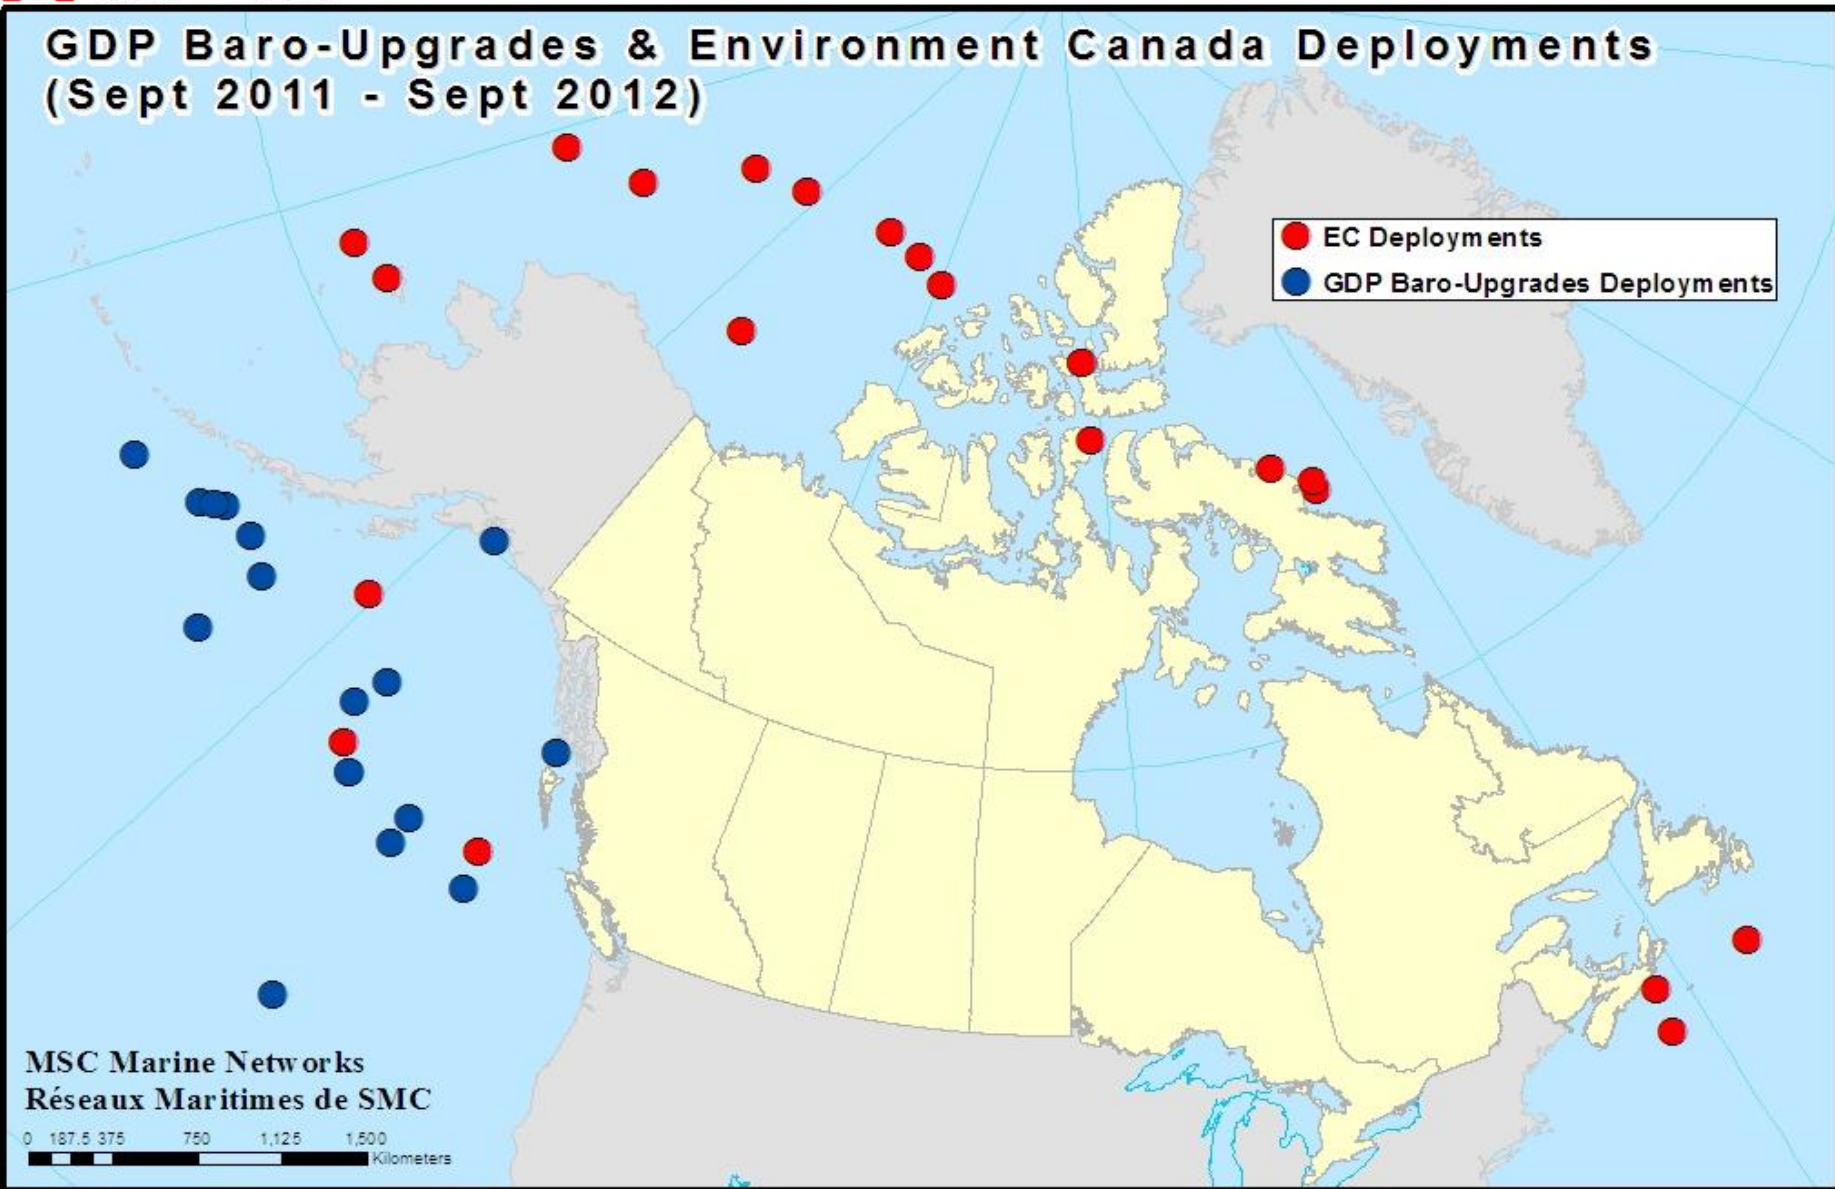 GDP Baro-Upgrades & Environment Canada Deployments
(Sept 2011 - Sept 2012)
EC Deployments
GDP Baro-Upgrades Deployments
MSC Marine Networks
Réseaux Maritimes de SMC
0 187.5 375 750 1,125 1,500
Kilometers